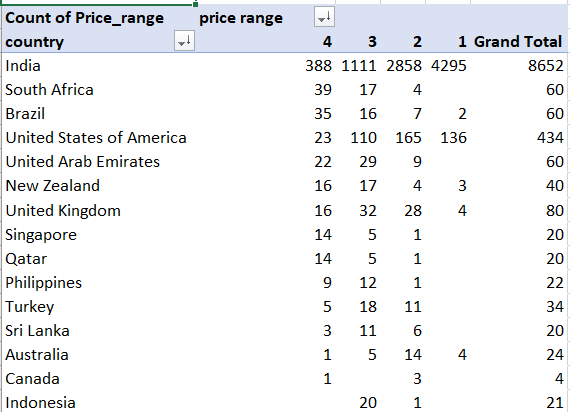 Count of Price_range price range
country 4 3 2 1 Grand Total
India 388 1111 2858 4295 8652
South Africa 39 17 4 60
Brazil 35 16 7 2 60
United States of America 23 110 165 136 434
United Arab Emirates 22 29 9 60
New Zealand 16 17 4 3 40
United Kingdom 16 32 28 4 80
Singapore 14 5 1 20
Qatar 14 5 1 20
Philippines 9 12 1 22
Turkey 5 18 11 34
Sri Lanka 3 11 6 20
Australia 1 5 14 4 24
Canada 1 3 4
Indonesia 20 1 21